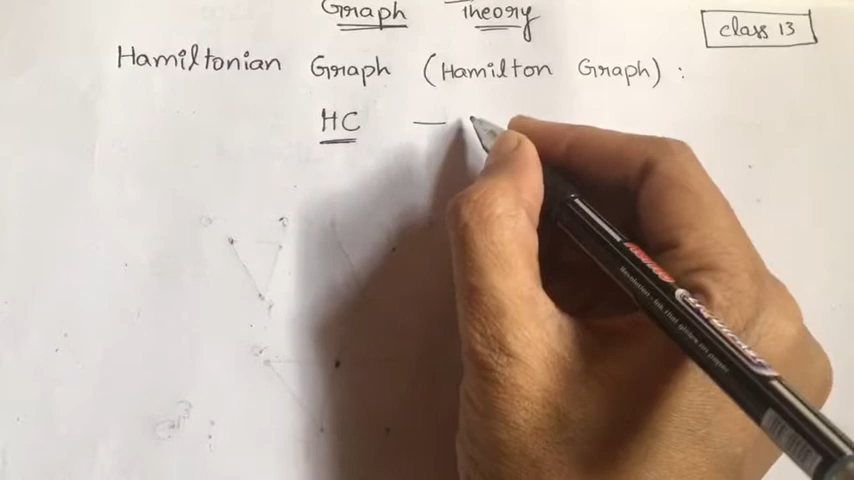 Graph Theory
class 13
Hamiltonian Graph (Hamilton Graph) :
HC —